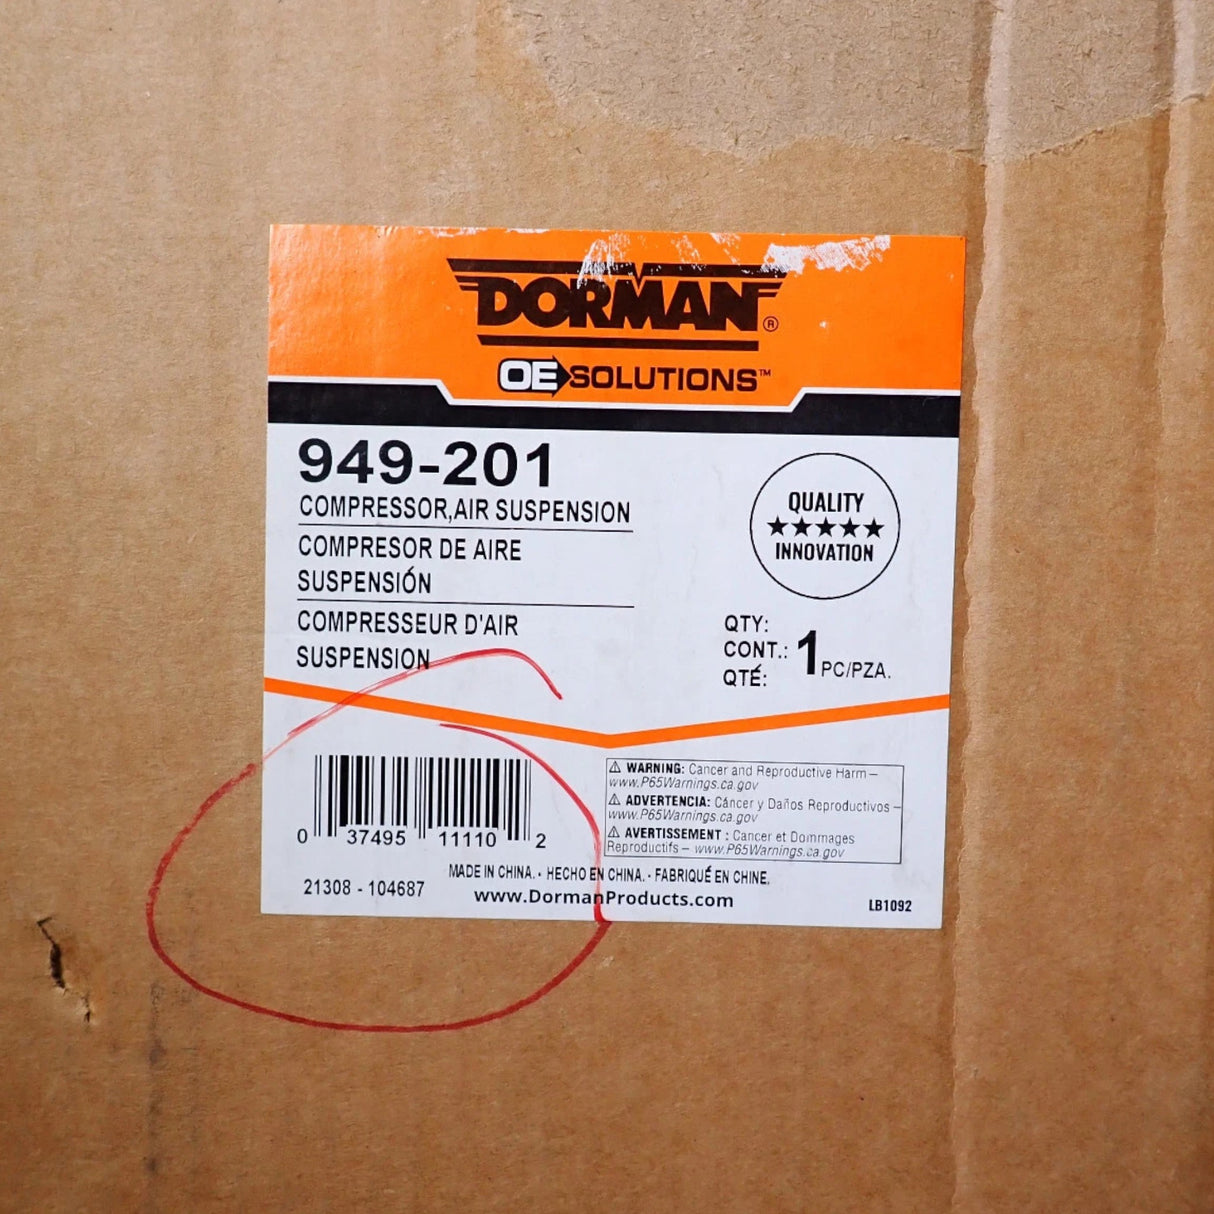 DORMAN®
OE SOLUTIONS™
949-201
COMPRESSOR,AIR SUSPENSION
COMPRESOR DE AIRE
SUSPENSIÓN
COMPRESSEUR D'AIR
SUSPENSION
QUALITY
★★★★★
INNOVATION
QTY:
CONT.: 1 PC/PZA.
QTÉ:
0 37495 11110 2
21308 - 104687
⚠ WARNING: Cancer and Reproductive Harm –
www.P65Warnings.ca.gov
⚠ ADVERTENCIA: Cáncer y Daños Reproductivos –
www.P65Warnings.ca.gov
⚠ AVERTISSEMENT : Cancer et Dommages
Reproductifs – www.P65Warnings.ca.gov
MADE IN CHINA. - HECHO EN CHINA. - FABRIQUÉ EN CHINE.
www.DormanProducts.com
LB1092